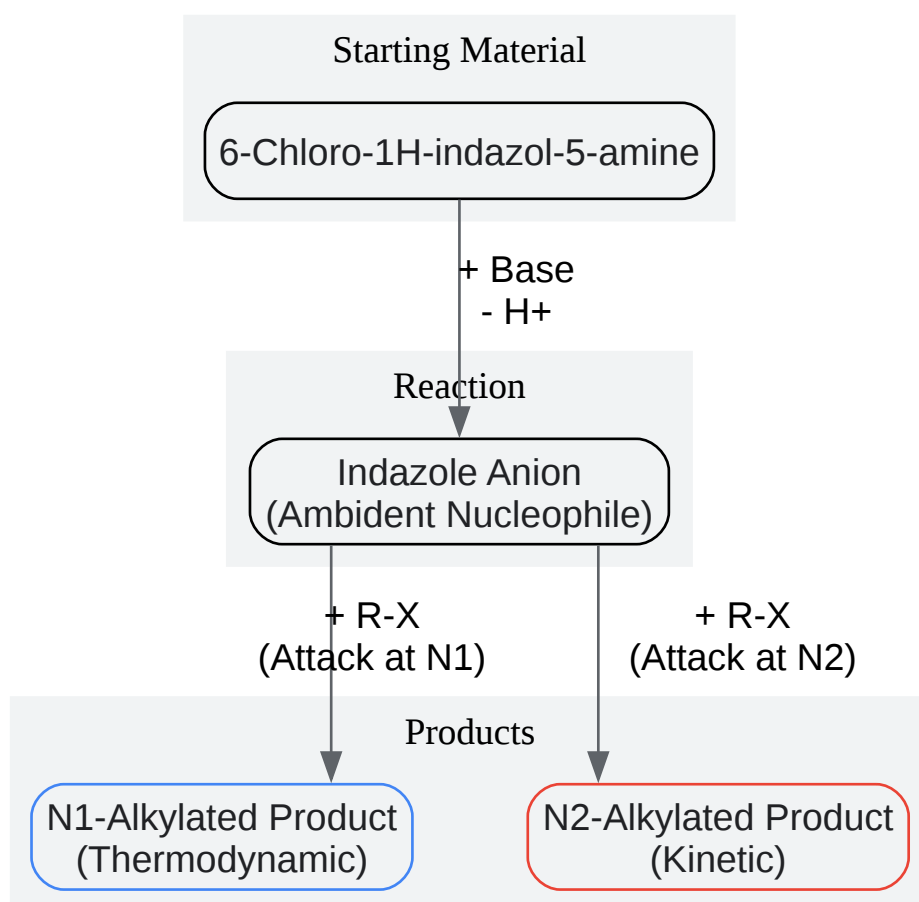 Starting Material
6-Chloro-1H-indazol-5-amine
+ Base
- H+
Reaction
Indazole Anion
(Ambident Nucleophile)
+ R-X
(Attack at N1)
+ R-X
(Attack at N2)
Products
N1-Alkylated Product
(Thermodynamic)
N2-Alkylated Product
(Kinetic)